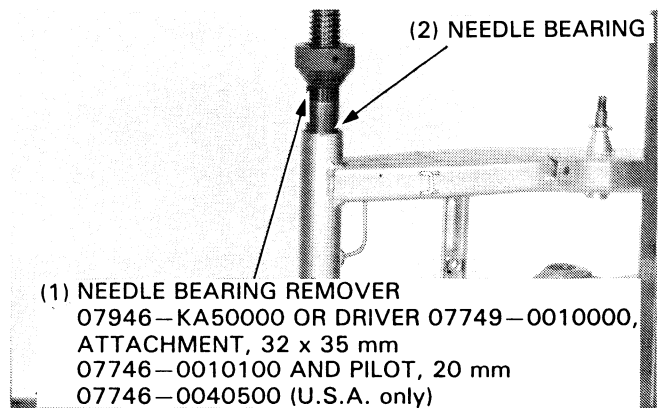 (2) NEEDLE BEARING
(1) NEEDLE BEARING REMOVER
07946—KA50000 OR DRIVER 07749—0010000,
ATTACHMENT, 32 x 35 mm
07746—0010100 AND PILOT, 20 mm
07746—0040500 (U.S.A. only)